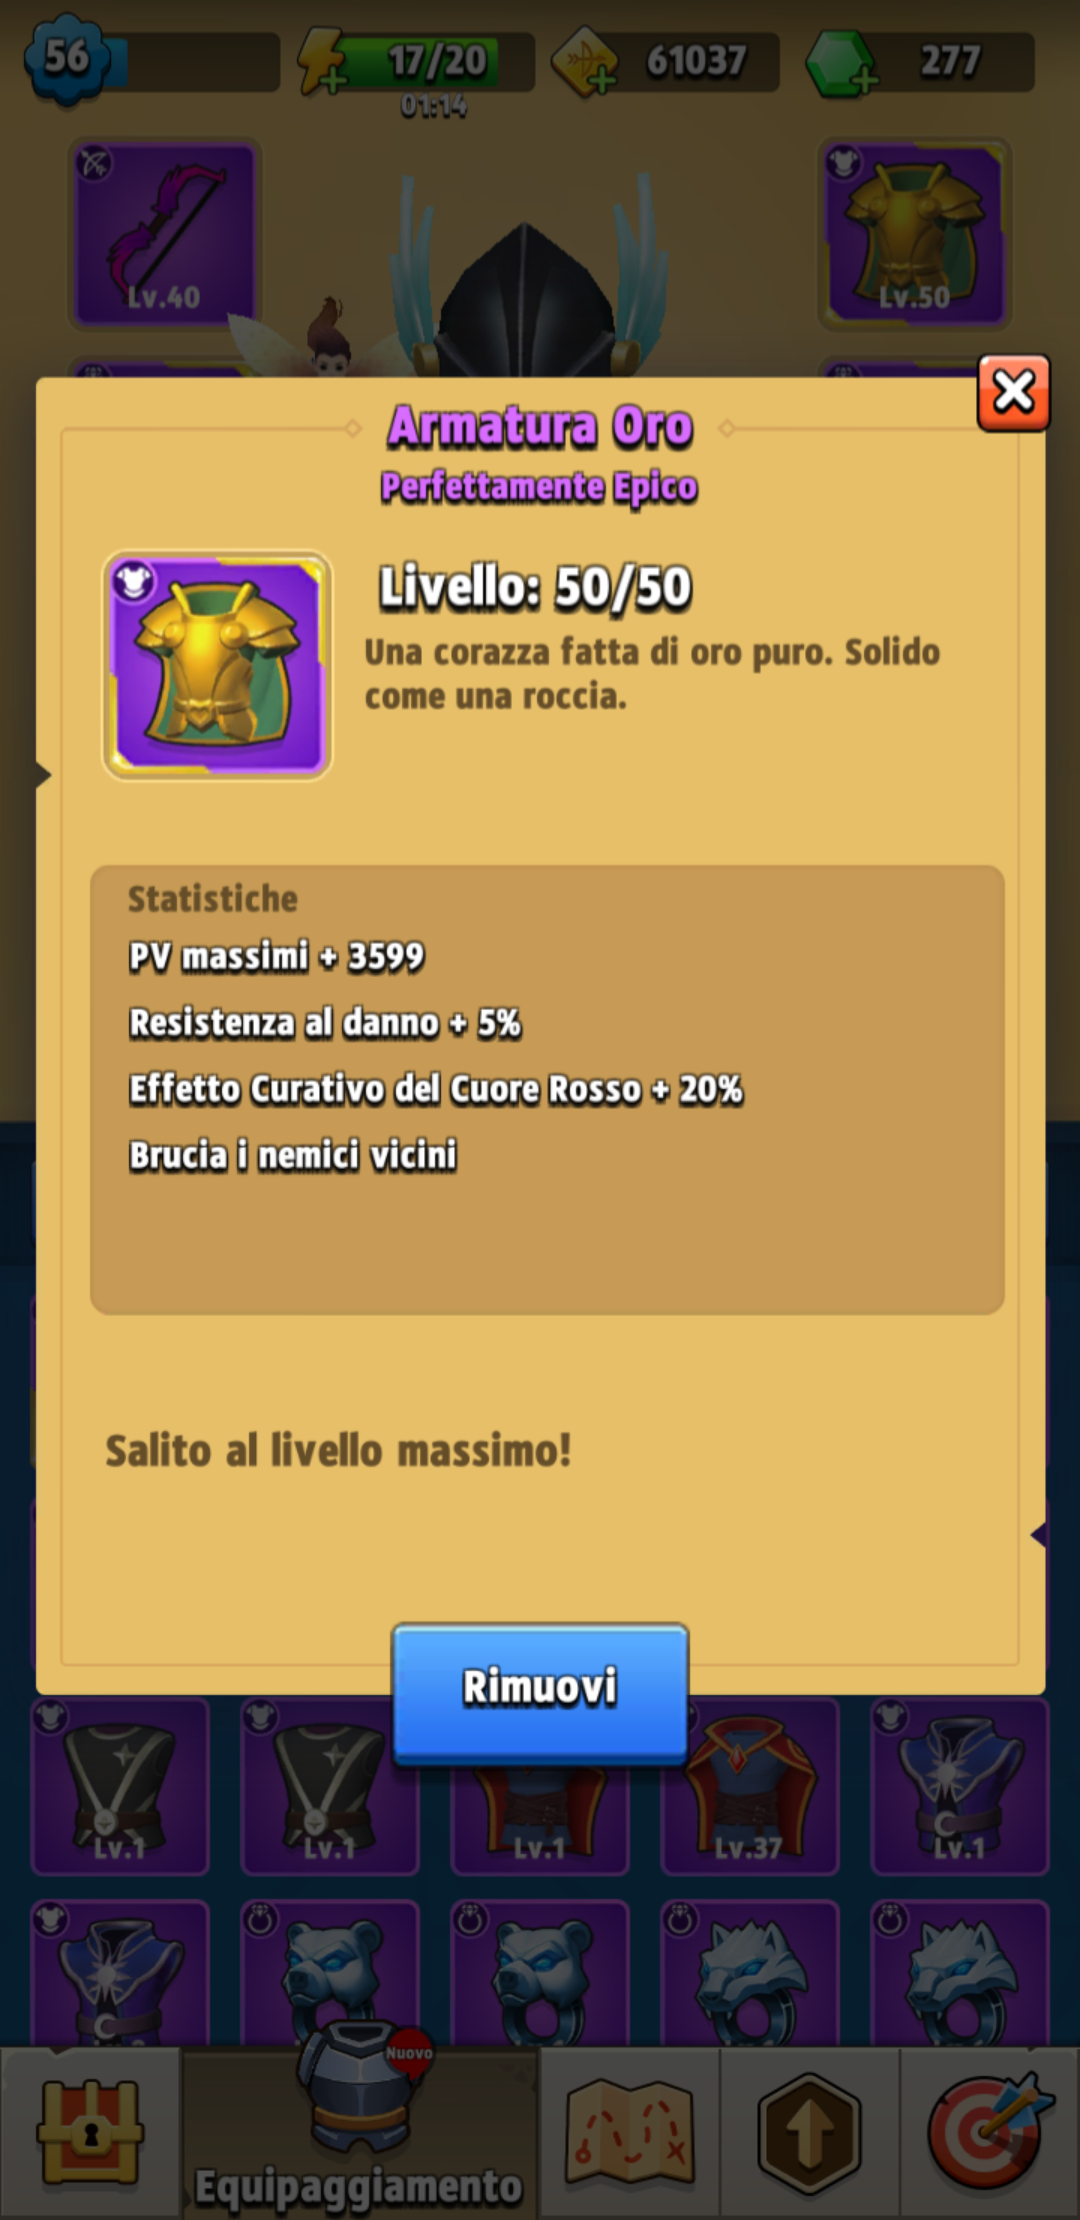 56
17/20
61037
277
01:14
Lv.40
Lv.50
Armatura Oro
Perfettamente Epico
Livello: 50/50
Una corazza fatta di oro puro. Solido
come una roccia.
Statistiche
PV massimi + 3599
Resistenza al danno + 5%
Effetto Curativo del Cuore Rosso + 20%
Brucia i nemici vicini
Salito al livello massimo!
Rimuovi
Lv.1
Lv.1
Lv.1
Lv.37
Lv.1
Nuovo
Equipaggiamento